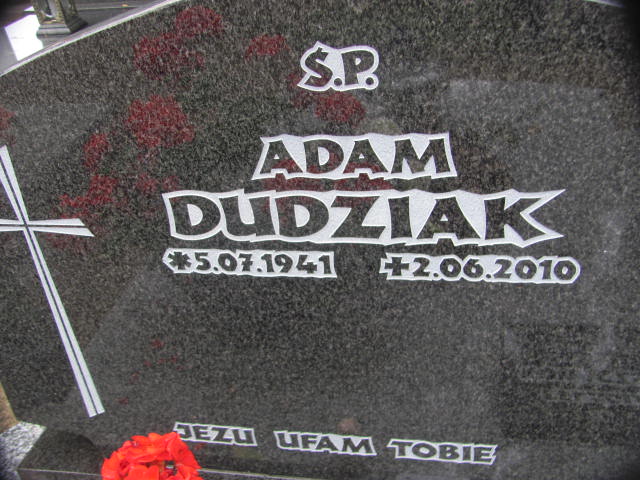 Ś.P.
ADAM
DUDZIAK
*5.07.1941 +2.06.2010
JEZU UFAM TOBIE